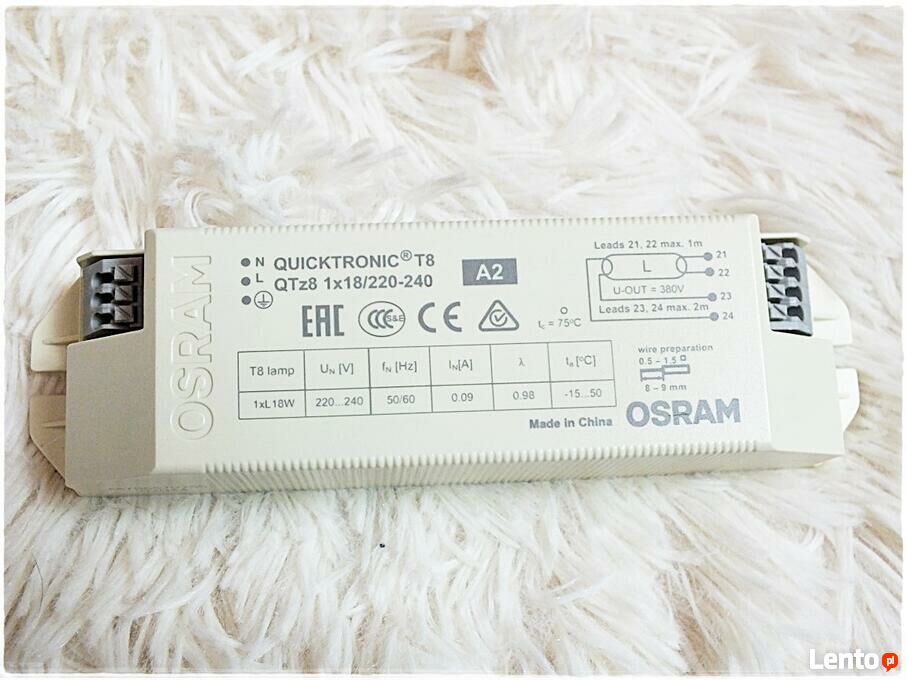 OSRAM
N QUICKTRONIC® T8
L QTz8 1x18/220-240
A2
EAC CCC S&E CE
tc = 75°C
Leads 21, 22 max. 1m
21
L
22
U-OUT = 380V
23
Leads 23, 24 max. 2m
24
wire preparation
0.5 – 1.5
8 – 9 mm
T8 lamp UN [V] fN [Hz] IN[A] λ ta [°C]
1xL18W 220...240 50/60 0.09 0.98 -15...50
Made in China OSRAM
Lento pl